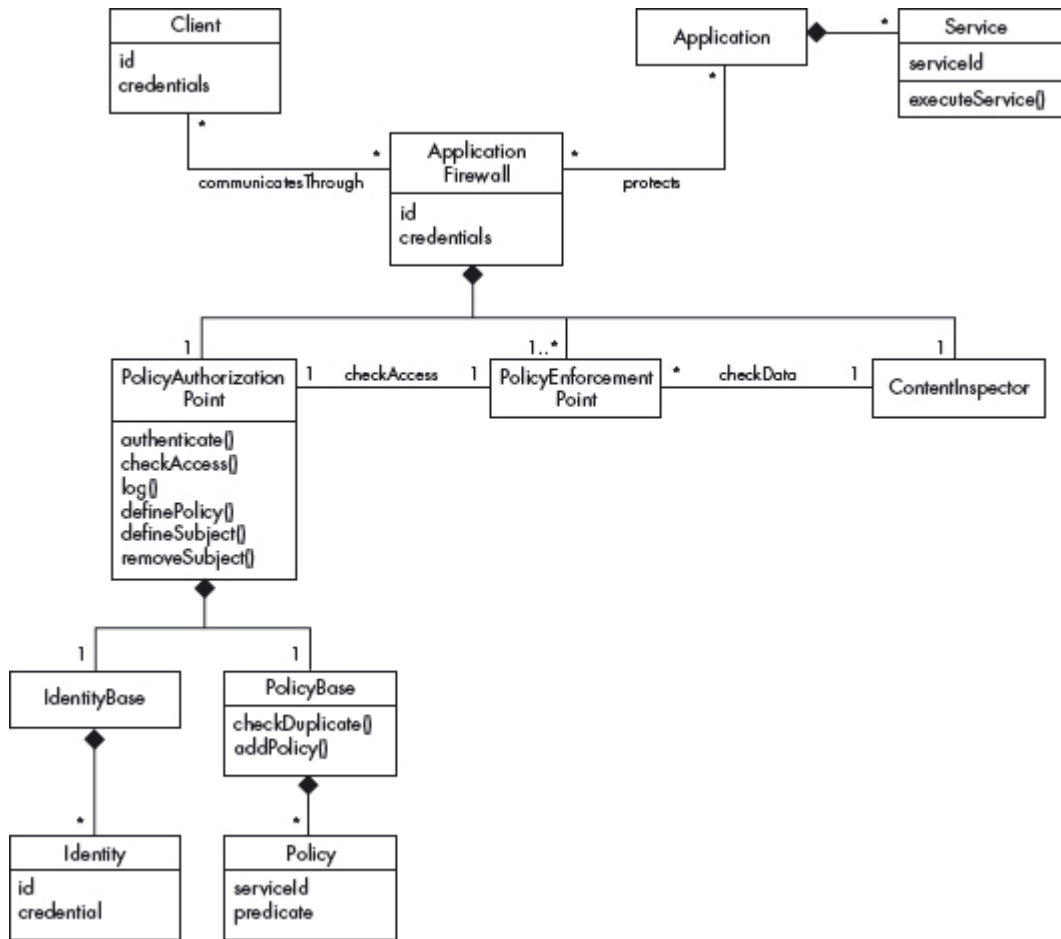 Client
id
credentials
Application
*
Service
serviceId
executeService()
*
*
*
communicatesThrough
Application
Firewall
id
credentials
*
protects
1
1..*
1
PolicyAuthorization
Point
authenticate()
checkAccess()
log()
definePolicy()
defineSubject()
removeSubject()
1
checkAccess
1
PolicyEnforcement
Point
*
checkData
1
ContentInspector
1
1
IdentityBase
PolicyBase
checkDuplicate()
addPolicy()
*
*
Identity
id
credential
Policy
serviceId
predicate